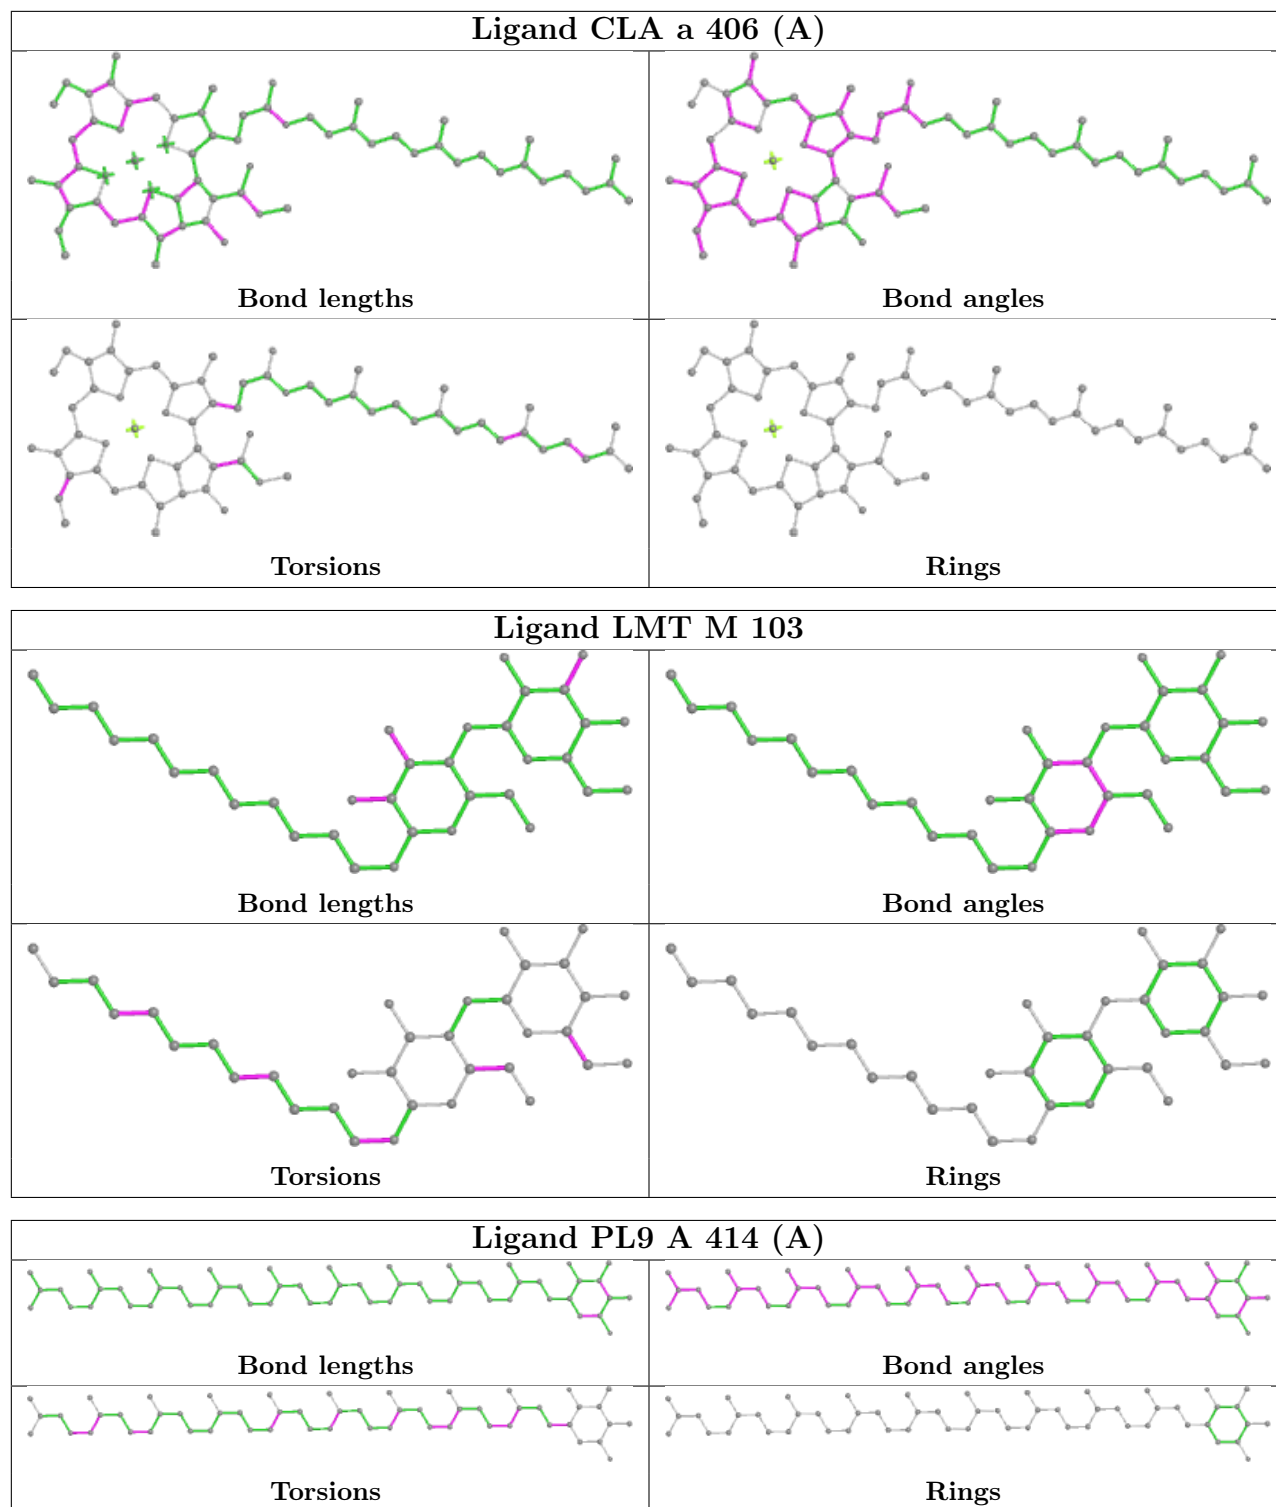 Ligand CLA a 406 (A)
Bond lengths
Bond angles
Torsions
Rings
Ligand LMT M 103
Bond lengths
Bond angles
Torsions
Rings
Ligand PL9 A 414 (A)
Bond lengths
Bond angles
Torsions
Rings